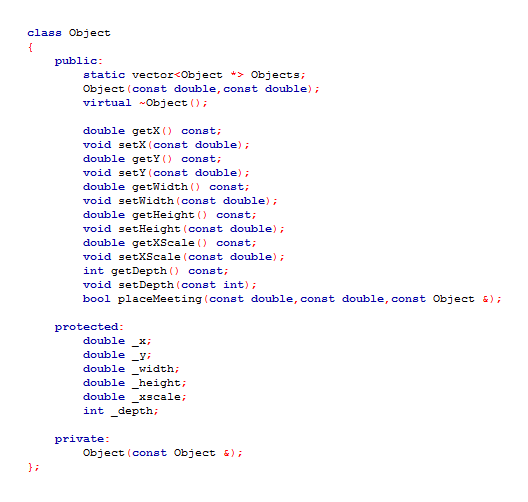 class Object
{
    public:
        static vector<Object *> Objects;
        Object(const double,const double);
        virtual ~Object();

        double getX() const;
        void setX(const double);
        double getY() const;
        void setY(const double);
        double getWidth() const;
        void setWidth(const double);
        double getHeight() const;
        void setHeight(const double);
        double getXScale() const;
        void setXScale(const double);
        int getDepth() const;
        void setDepth(const int);
        bool placeMeeting(const double,const double,const Object &);

    protected:
        double _x;
        double _y;
        double _width;
        double _height;
        double _xscale;
        int _depth;

    private:
        Object(const Object &);
};